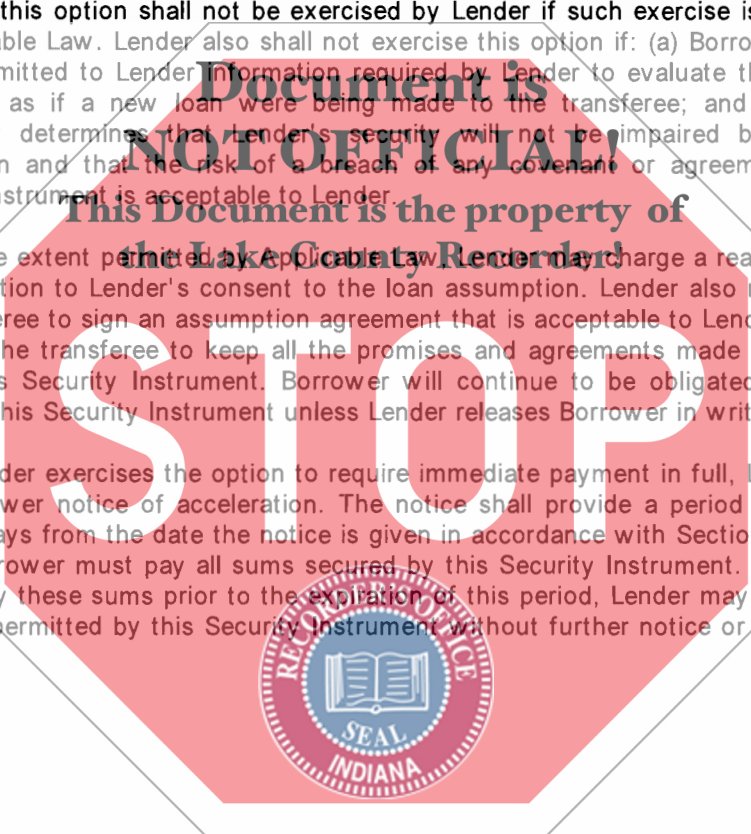 this option shall not be exercised by Lender if such exercise is
able Law. Lender also shall not exercise this option if: (a) Borro
mitted to Lender information required by Lender to evaluate th
as if a new loan were being made to the transferee; and
determines that Lender's security will not be impaired b
n and that the risk of a breach of any covenant or agreem
nstrument is acceptable to Lender.
Document is
NOT OFFICIAL!
This Document is the property of
the Lake County Recorder!
e extent permitted by Applicable Law, Lender may charge a rea
tion to Lender's consent to the loan assumption. Lender also
ree to sign an assumption agreement that is acceptable to Lend
he transferee to keep all the promises and agreements made
s Security Instrument. Borrower will continue to be obligated
his Security Instrument unless Lender releases Borrower in writ
STOP
der exercises the option to require immediate payment in full, L
wer notice of acceleration. The notice shall provide a period
ays from the date the notice is given in accordance with Sectio
rower must pay all sums secured by this Security Instrument.
y these sums prior to the expiration of this period, Lender may
permitted by this Security Instrument without further notice or
RECORDER'S OFFICE
SEAL
INDIANA